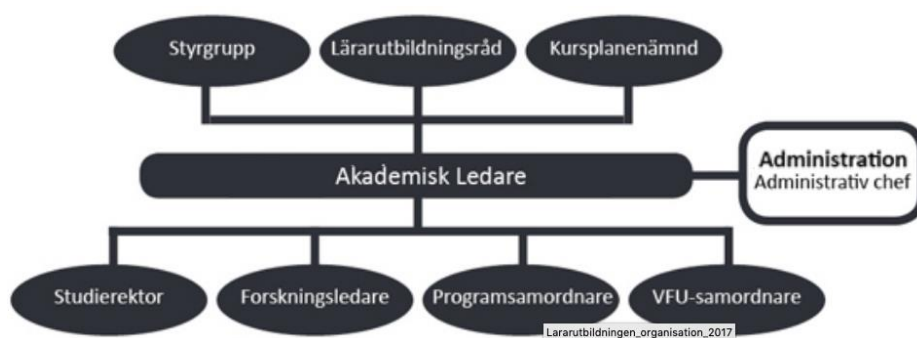 Styrgrupp
Lärarutbildningsråd
Kursplanenämnd
Akademisk Ledare
Administration
Administrativ chef
Studierektor
Forskningsledare
Programsamordnare
VFU-samordnare
Lararutbildningen_organisation_2017